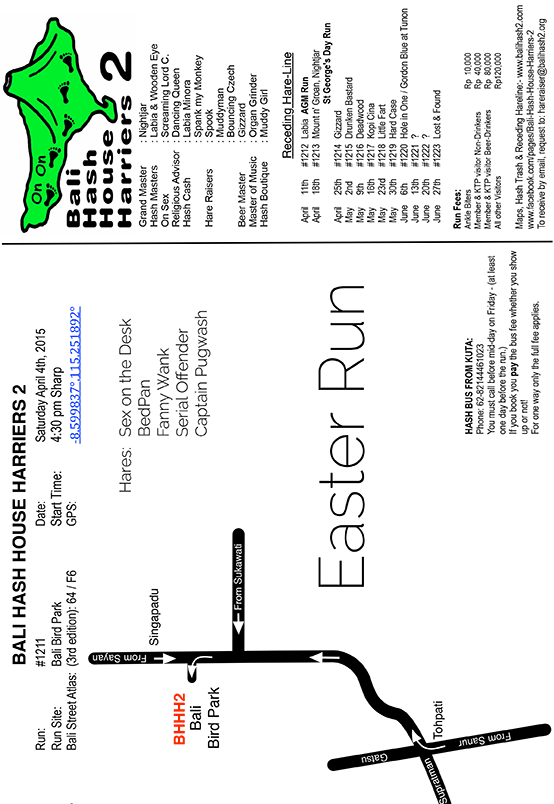 BALI HASH HOUSE HARRIERS 2
Run: #1211
Run Site: Bali Bird Park
Bali Street Atlas: (3rd edition): 64 / F6
Date: Saturday April 4th, 2015
Start Time: 4:30 pm Sharp
GPS: -8.599837°,115.251892°
Hares: Sex on the Desk
BedPan
Fanny Wank
Serial Offender
Captain Pugwash
From Sayan
Singapadu
From Sukawati
BHHH2
Bali
Bird Park
Tohpati
Gatsu
From Sanur
Supratman
Easter Run
HASH BUS FROM KUTA:
Phone: 62-82144461023
You must call before mid-day on Friday - (at least
one day before the run.)
If you book you pay the bus fee whether you show
up or not!
For one way only the full fee applies.
On On
Bali
Hash
House
Harriers 2
Grand Master : Nightjar
Hash Masters : Labia & Wooden Eye
On Sex : Screaming Lord C.
Religious Advisor : Dancing Queen
Hash Cash : Labia Minora
Spank my Monkey
Hare Raisers : Spook
Muddyman
Bouncing Czech
Beer Master : Gizzard
Master of Music : Organ Grinder
Hash Boutique : Muddy Girl
Receding Hare-Line
April 11th #1212 Labia AGM Run
April 18th #1213 Mount n' Groan, Nightjar
St George's Day Run
April 25th #1214 Gizzard
May 2nd #1215 Drunken Bastard
May 9th #1216 Deadwood
May 16th #1217 Kopi Cina
May 23rd #1218 Little Fart
May 30th #1219 Hard Case
June 6th #1220 Hole in One / Gordon Blue at Tunon
June 13th #1221 ?
June 20th #1222 ?
June 27th #1223 Lost & Found
Run Fees:
Ankle Biters Rp 10,000
Member & KTP visitor Non-Drinkers Rp 40,000
Member & KTP visitor Beer-Drinkers Rp 80,000
All other Visitors Rp120,000
Maps, Hash Trash & Receding Hareline:- www.balihash2.com
www.facebook.com/pages/Bali-Hash-House-Harriers-2
To receive by email, request to: hareraiser@balihash2.org